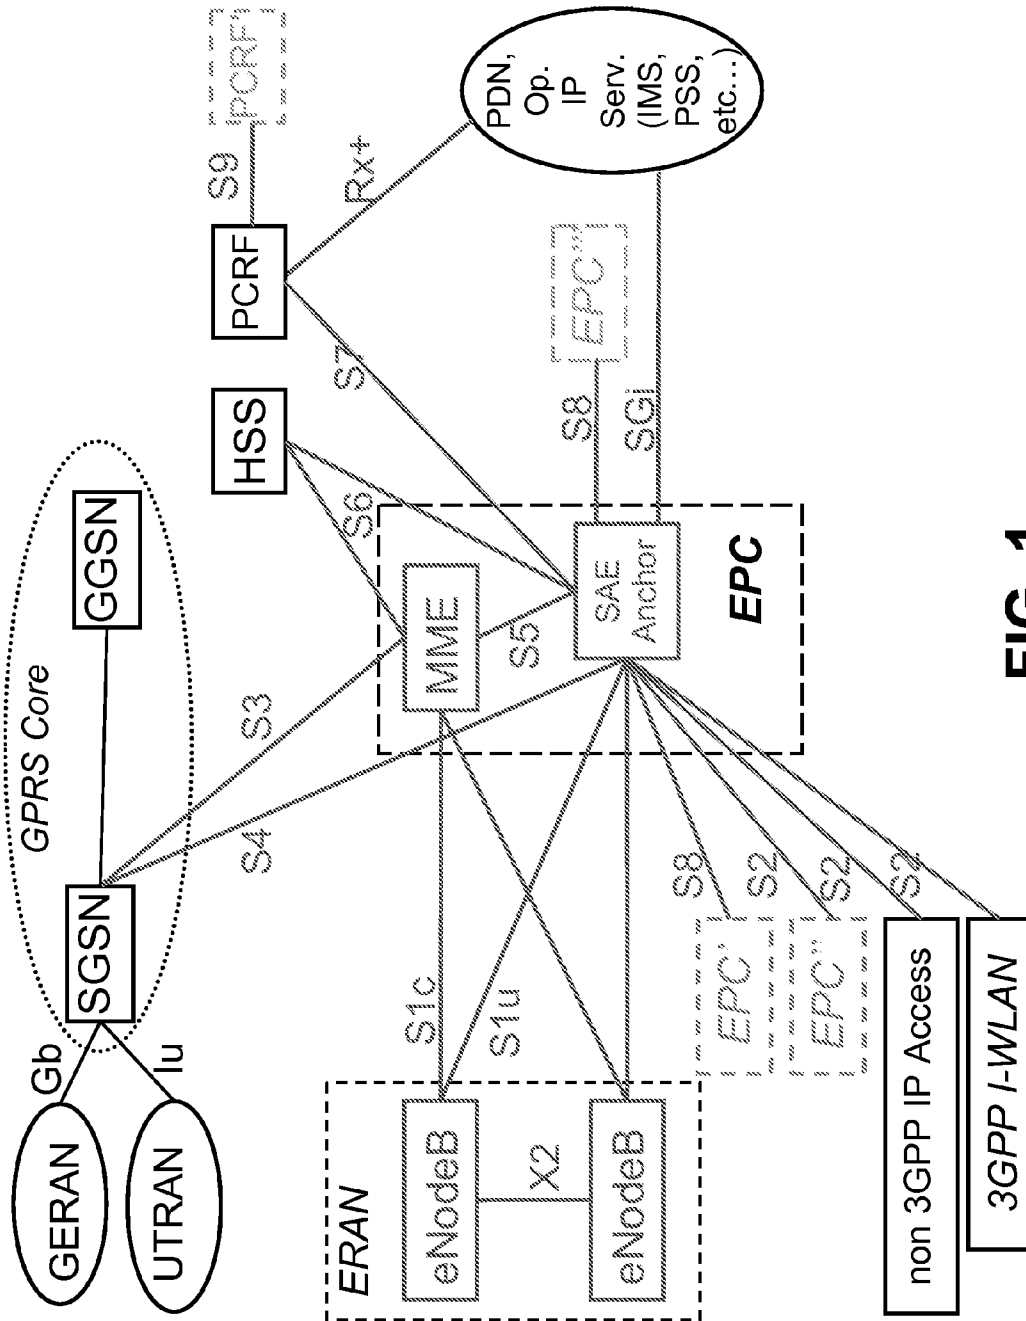 GPRS Core
GERAN
Gb
SGSN
GGSN
UTRAN
Iu
S4
S3
HSS
PCRF
S9
PCRF'
S6
S7
Rx+
ERAN
eNodeB
X2
eNodeB
S1c
S1u
MME
S5
SAE
Anchor
EPC
S8
EPC'''
SGi
PDN,
Op.
IP
Serv.
(IMS,
PSS,
etc...)
S8
EPC'
S2
EPC''
S2
non 3GPP IP Access
S2
3GPP I-WLAN
FIG. 1